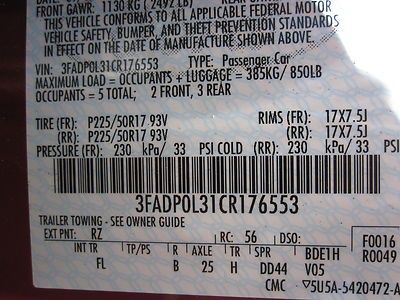 FRONT GAWR: 1130 KG ( 2492 LB)
THIS VEHICLE CONFORMS TO ALL APPLICABLE FEDERAL MOTOR
SAFETY, BUMPER, AND THEFT PREVENTION STANDARDS
IN EFFECT ON THE DATE OF MANUFACTURE SHOWN ABOVE.
VIN: 3FADP0L31CR176553 TYPE: Passenger Car
MAXIMUM LOAD = OCCUPANTS + LUGGAGE = 385KG/ 850LB
OCCUPANTS = 5 TOTAL; 2 FRONT, 3 REAR
TIRE (FR): P225/50R17 93V RIMS (FR): 17X7.5J
(RR): P225/50R17 93V (RR): 17X7.5J
PRESSURE (FR): 230 kPa/ 33 PSI COLD (RR): 230 kPa/ 33
3FADP0L31CR176553
TRAILER TOWING - SEE OWNER GUIDE
EXT PNT: RZ RC: 56 DSO: F0016
INT TR TP/PS R AXLE TR SPR BDE1H R0049
FL B 25 H DD44 V05
CMC 5U5A-5420472-A